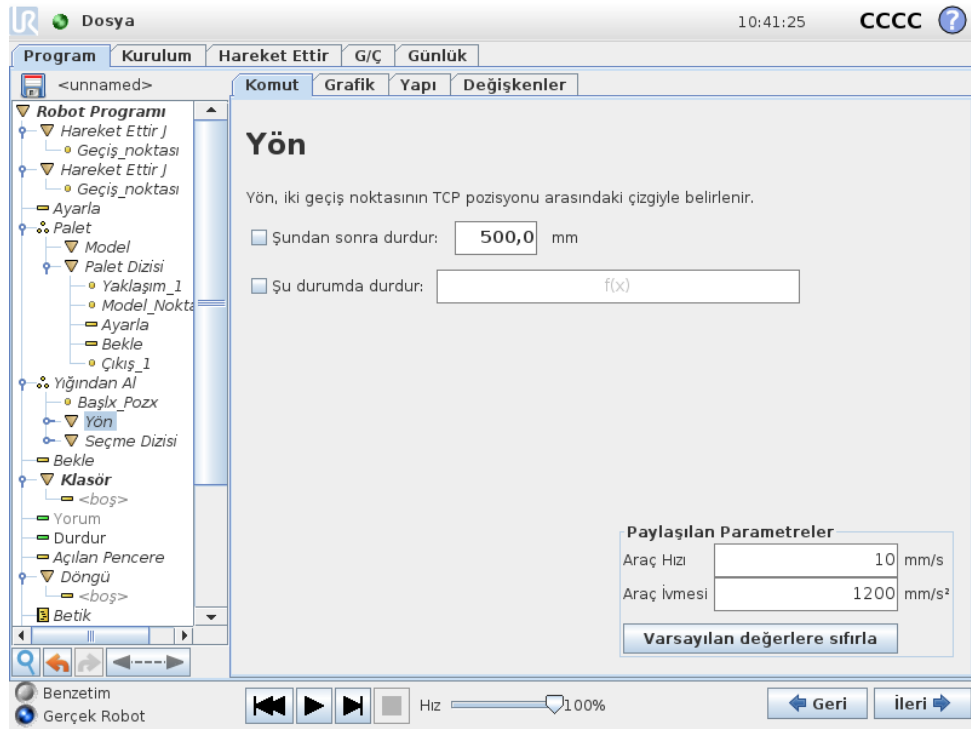 UR Dosya 10:41:25 CCCC ?
Program Kurulum Hareket Ettir G/Ç Günlük
<unnamed> Komut Grafik Yapı Değişkenler
Robot Programı
Hareket Ettir J
Geçiş_noktası
Hareket Ettir J
Geçiş_noktası
Ayarla
Palet
Model
Palet Dizisi
Yaklaşım_1
Model_Nokta
Ayarla
Bekle
Çıkış_1
Yığından Al
Başlx_Pozx
Yön
Seçme Dizisi
Bekle
Klasör
<boş>
Yorum
Durdur
Açılan Pencere
Döngü
<boş>
Betik
Yön
Yön, iki geçiş noktasının TCP pozisyonu arasındaki çizgiyle belirlenir.
Şundan sonra durdur: 500,0 mm
Şu durumda durdur: f(x)
Paylaşılan Parametreler
Araç Hızı 10 mm/s
Araç İvmesi 1200 mm/s²
Varsayılan değerlere sıfırla
Benzetim
Gerçek Robot
Hız 100%
Geri İleri